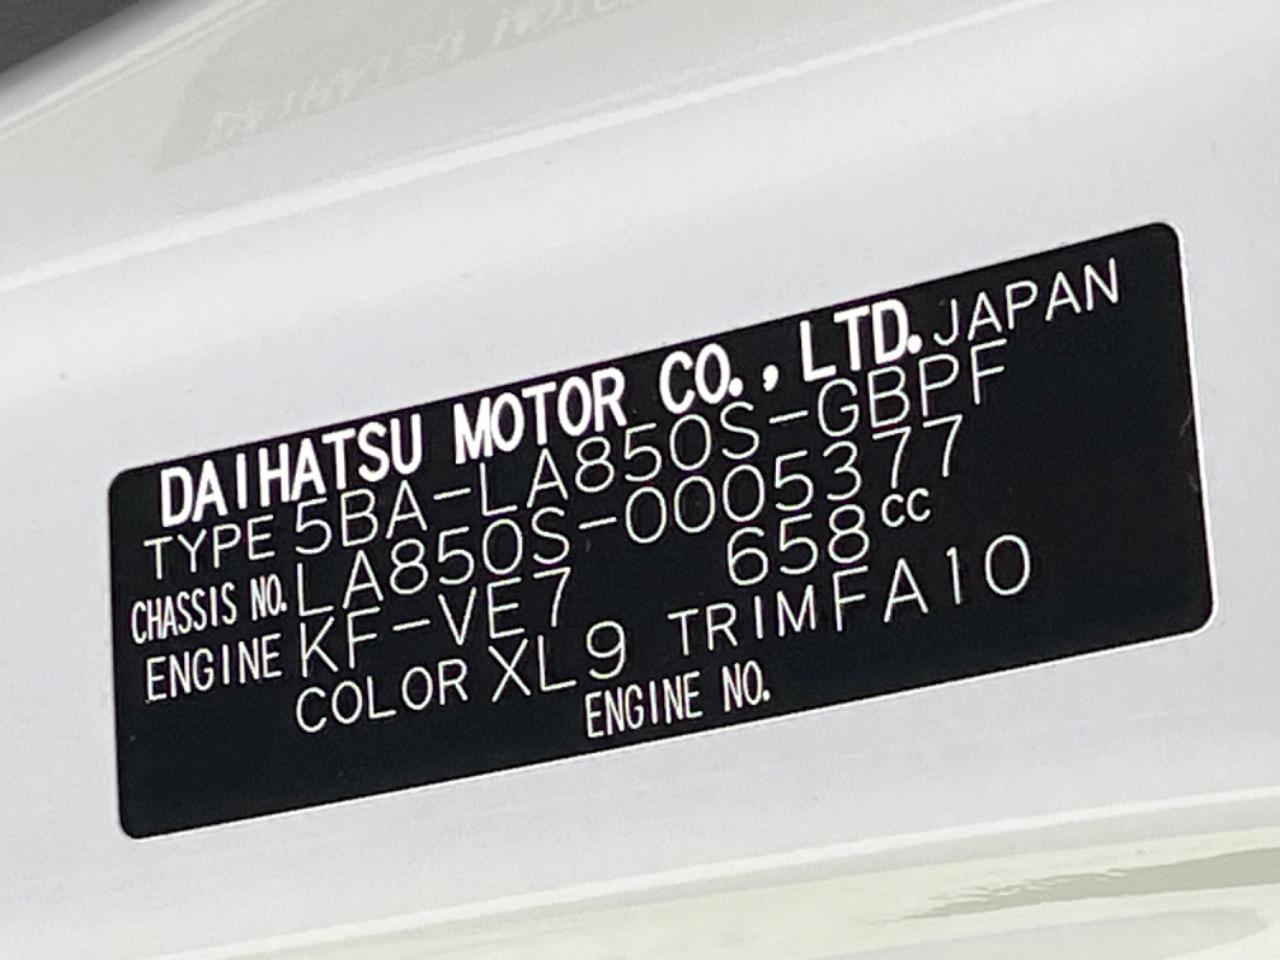 DAIHATSU MOTOR CO., LTD. JAPAN
TYPE 5BA-LA850S-GBPF
CHASSIS NO. LA850S-0005377
ENGINE KF-VE7 658cc
COLOR XL9 TRIM FA10
ENGINE NO.